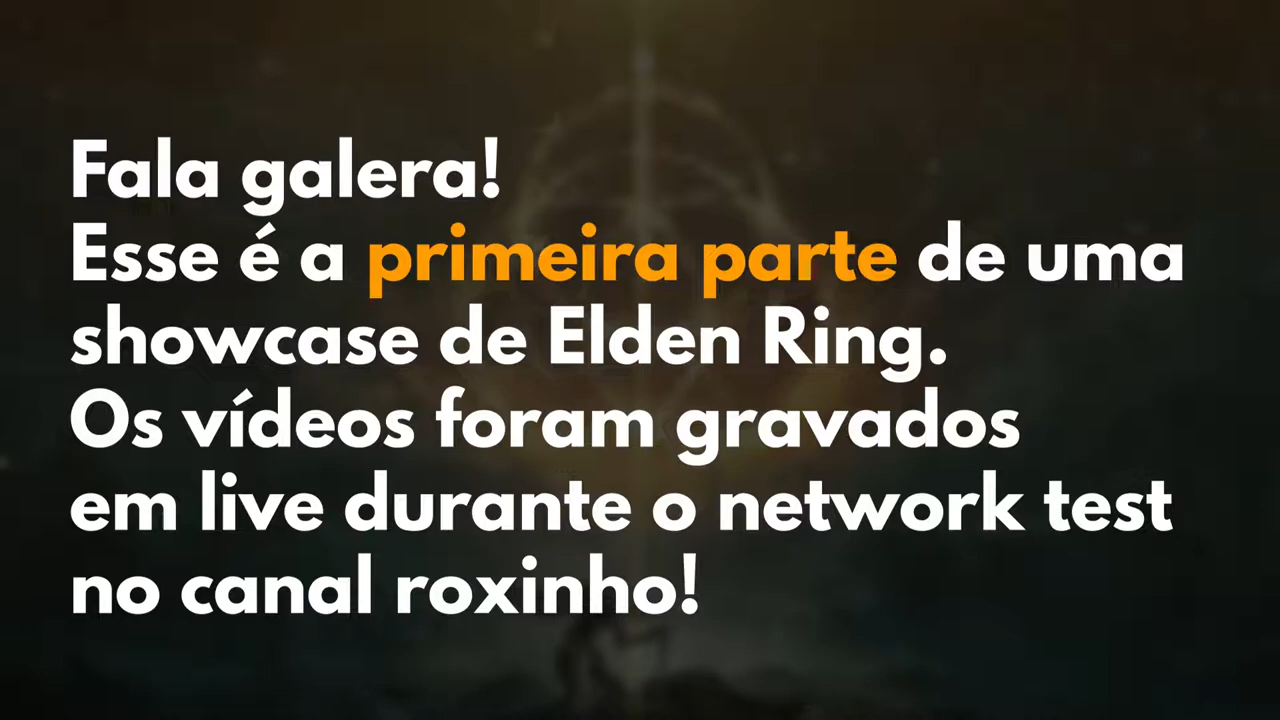 Fala galera!
Esse é a primeira parte de uma
showcase de Elden Ring.
Os vídeos foram gravados
em live durante o network test
no canal roxinho!